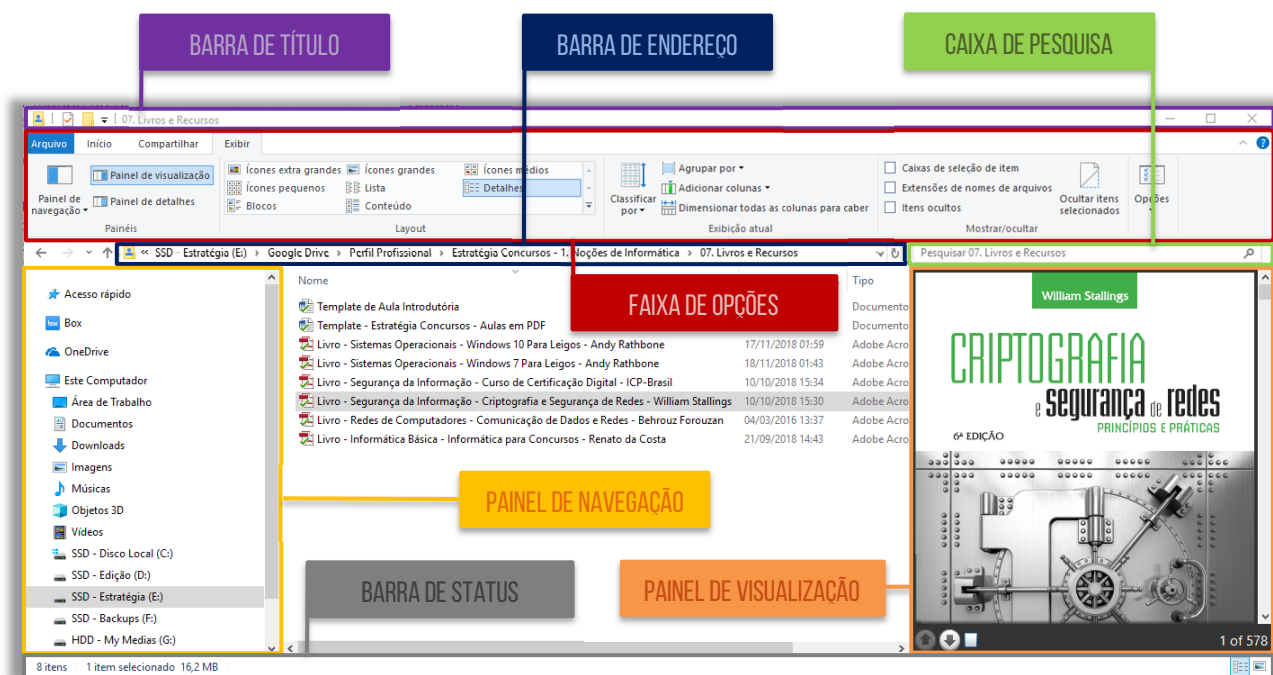 BARRA DE TÍTULO
BARRA DE ENDEREÇO
CAIXA DE PESQUISA
07. Livros e Recursos
Arquivo Início Compartilhar Exibir
Painel de navegação
Painel de visualização
Painel de detalhes
Painéis
Ícones extra grandes Ícones grandes Ícones médios
Ícones pequenos Lista Detalhes
Blocos Conteúdo
Layout
Classificar por
Agrupar por
Adicionar colunas
Dimensionar todas as colunas para caber
Exibição atual
Caixas de seleção de item
Extensões de nomes de arquivos
Itens ocultos
Ocultar itens selecionados
Mostrar/ocultar
Opções
« SSD - Estratégia (E:) › Google Drive › Perfil Profissional › Estratégia Concursos - 1. Noções de Informática › 07. Livros e Recursos
Pesquisar 07. Livros e Recursos
Acesso rápido
Box
box
OneDrive
Este Computador
Área de Trabalho
Documentos
Downloads
Imagens
Músicas
Objetos 3D
Vídeos
SSD - Disco Local (C:)
SSD - Edição (D:)
SSD - Estratégia (E:)
SSD - Backups (F:)
HDD - My Medias (G:)
Nome Tipo
Template de Aula Introdutória Documento
Template - Estratégia Concursos - Aulas em PDF Documento
Livro - Sistemas Operacionais - Windows 10 Para Leigos - Andy Rathbone 17/11/2018 01:59 Adobe Acro
Livro - Sistemas Operacionais - Windows 7 Para Leigos - Andy Rathbone 18/11/2018 01:43 Adobe Acro
Livro - Segurança da Informação - Curso de Certificação Digital - ICP-Brasil 10/10/2018 15:34 Adobe Acro
Livro - Segurança da Informação - Criptografia e Segurança de Redes - William Stallings 10/10/2018 15:30 Adobe Acro
Livro - Redes de Computadores - Comunicação de Dados e Redes - Behrouz Forouzan 04/03/2016 13:37 Adobe Acro
Livro - Informática Básica - Informática para Concursos - Renato da Costa 21/09/2018 14:43 Adobe Acro
FAIXA DE OPÇÕES
PAINEL DE NAVEGAÇÃO
BARRA DE STATUS
PAINEL DE VISUALIZAÇÃO
William Stallings
CRIPTOGRAFIA
e segurança de redes
PRINCÍPIOS E PRÁTICAS
6ª EDIÇÃO
1 of 578
8 itens 1 item selecionado 16,2 MB